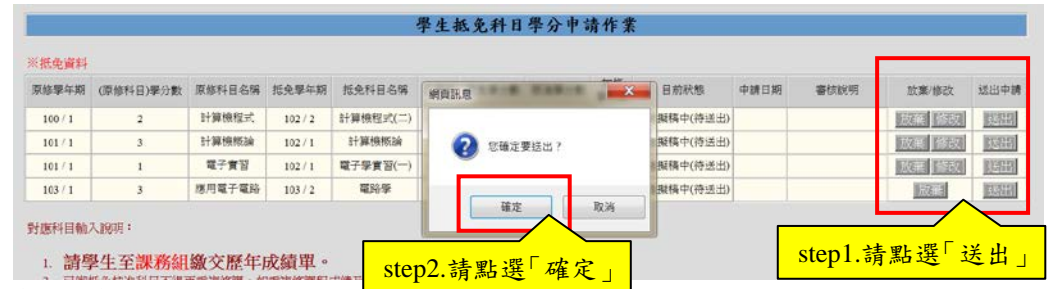 學生抵免科目學分申請作業
※抵免資料
原修學年期 (原修科目)學分數 原修科目名稱 抵免學年期 抵免科目名稱 目前狀態 申請日期 審核說明 放棄/修改 送出申請
100 / 1 2 計算機程式 102 / 2 計算機程式(二) 擬稿中(待送出) 放棄 修改 送出
101 / 1 3 計算機概論 102 / 1 計算機概論 擬稿中(待送出) 放棄 修改 送出
101 / 1 1 電子實習 102 / 1 電子學實習(一) 擬稿中(待送出) 放棄 修改 送出
103 / 1 3 應用電子電路 103 / 2 電路學 擬稿中(待送出) 放棄 送出
網頁訊息
您確定要送出？
確定 取消
對應科目輸入說明：
1. 請學生至課務組繳交歷年成績單。
step2.請點選「確定」
step1.請點選「送出」